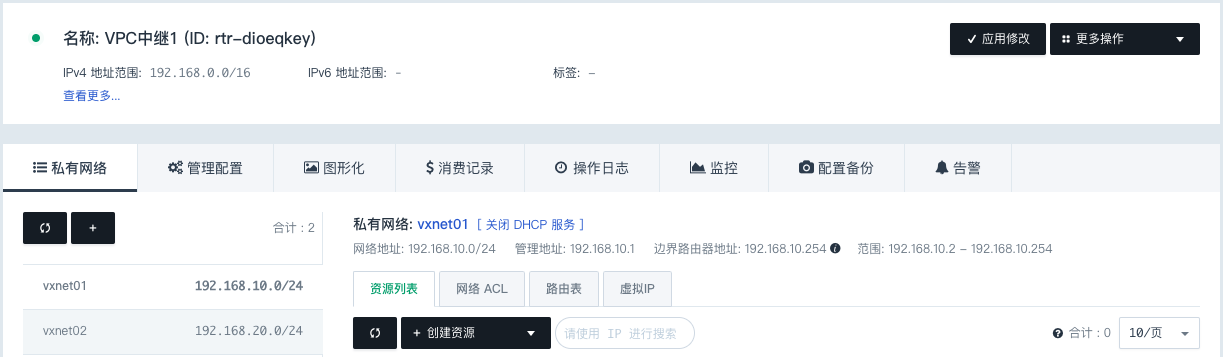 名称: VPC中继1 (ID: rtr-dioeqkey)
应用修改 更多操作
IPv4 地址范围: 192.168.0.0/16 IPv6 地址范围: - 标签: -
查看更多...
私有网络 管理配置 图形化 消费记录 操作日志 监控 配置备份 告警
+ 合计 : 2
私有网络: vxnet01 [ 关闭 DHCP 服务 ]
网络地址: 192.168.10.0/24 管理地址: 192.168.10.1 边界路由器地址: 192.168.10.254 范围: 192.168.10.2 - 192.168.10.254
vxnet01 192.168.10.0/24
资源列表 网络 ACL 路由表 虚拟IP
vxnet02 192.168.20.0/24
+ 创建资源 请使用 IP 进行搜索 合计 : 0 10/页